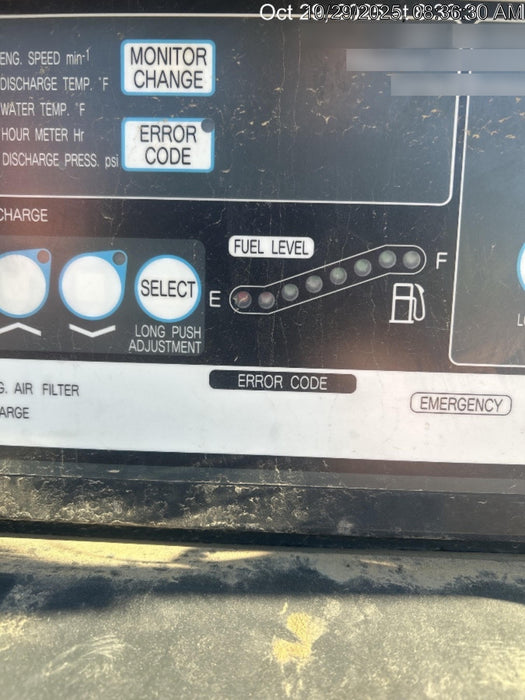 ENG. SPEED min⁻¹
DISCHARGE TEMP. °F
WATER TEMP. °F
HOUR METER Hr
DISCHARGE PRESS. psi
MONITOR
CHANGE
ERROR
CODE
CHARGE
FUEL LEVEL
SELECT
E
F
LONG PUSH
ADJUSTMENT
ERROR CODE
G. AIR FILTER
ARGE
EMERGENCY